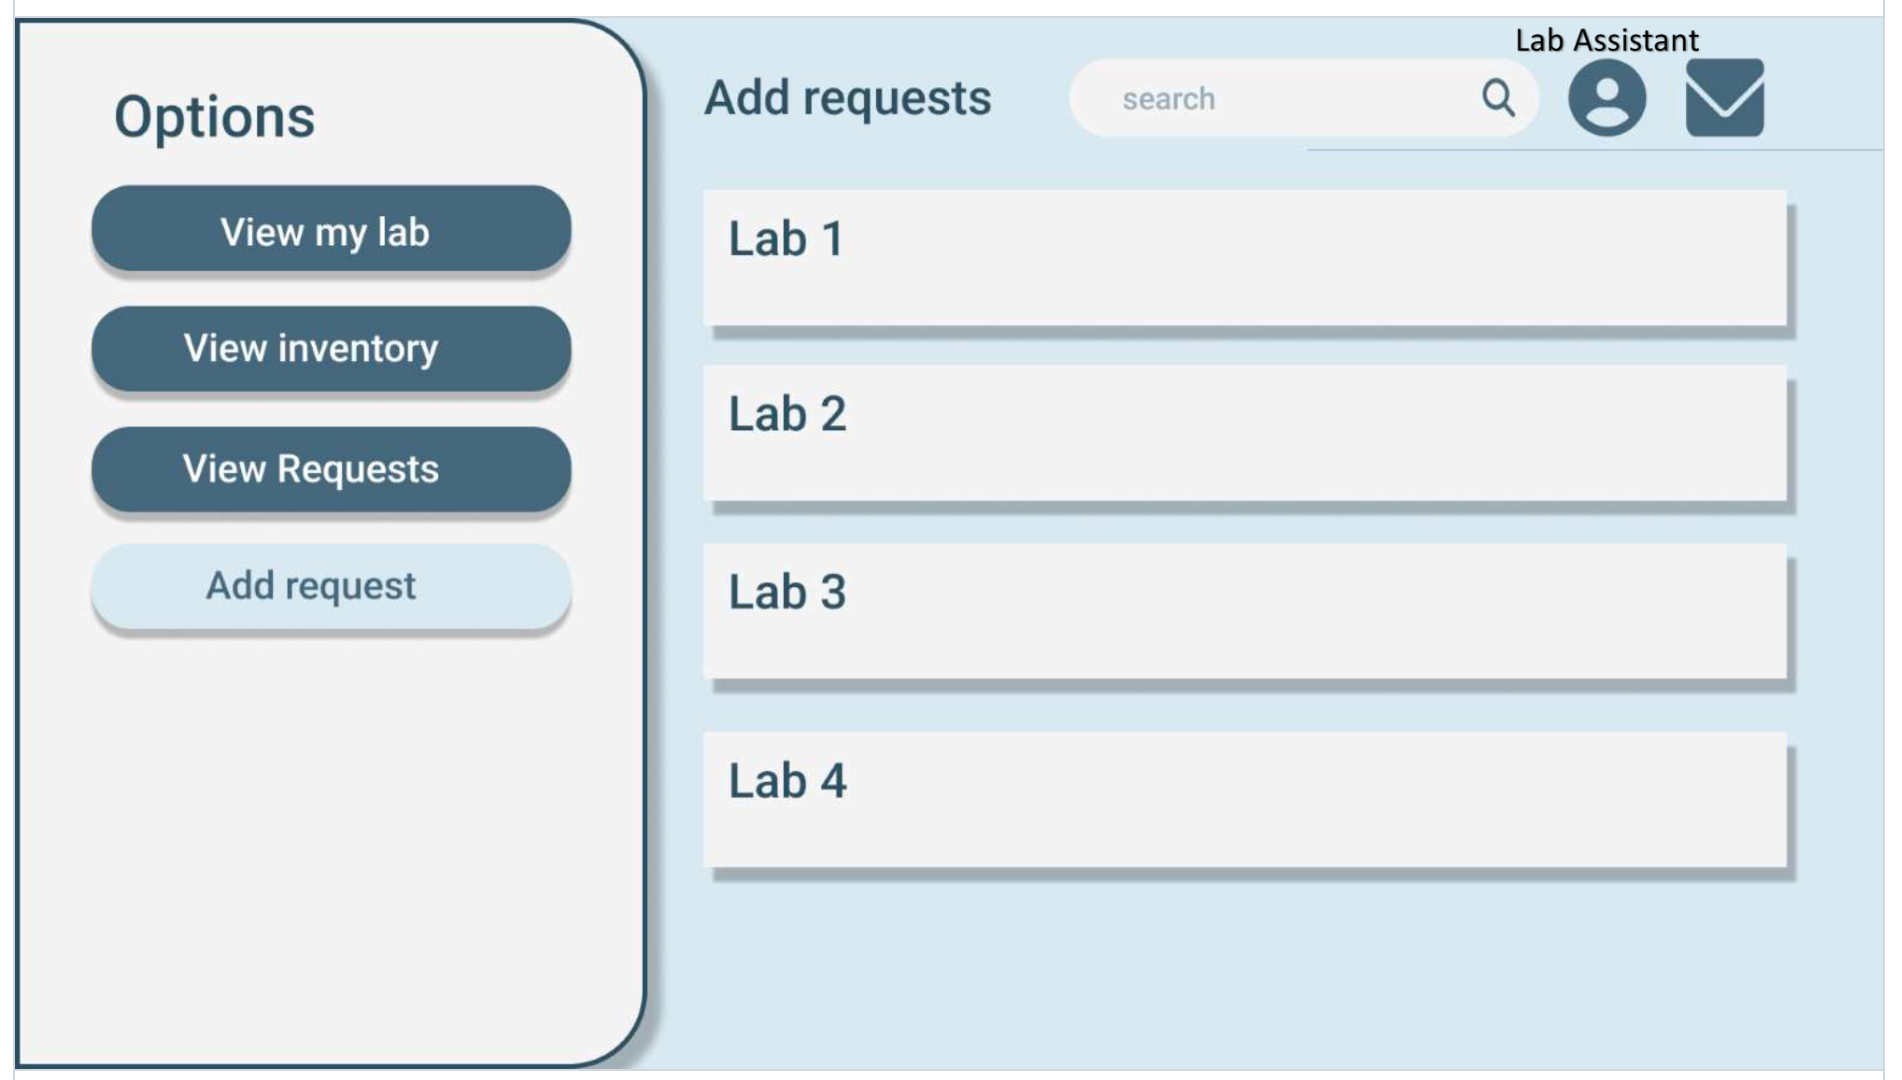 Options
View my lab
View inventory
View Requests
Add request
Lab Assistant
Add requests
search
Lab 1
Lab 2
Lab 3
Lab 4